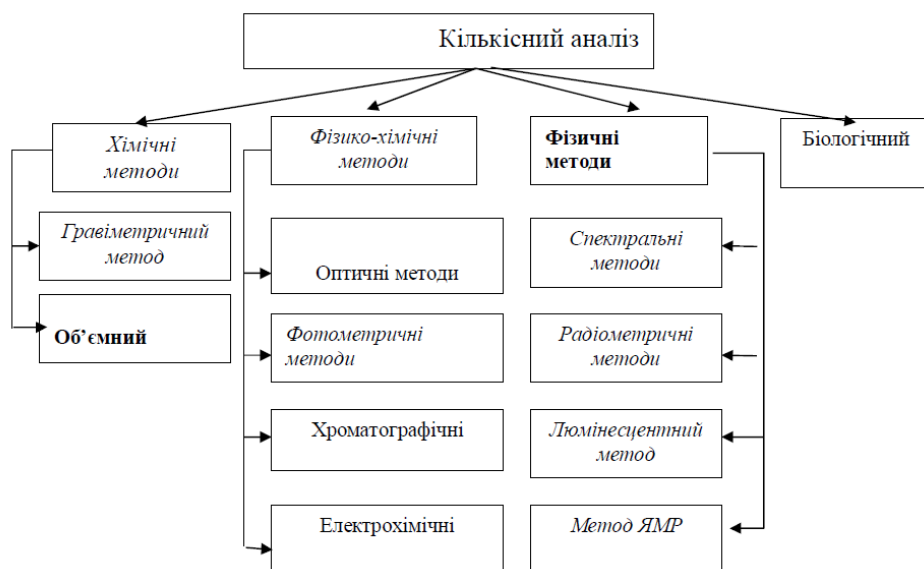 Кількісний аналіз
Хімічні
методи
Фізико-хімічні
методи
Фізичні
методи
Біологічний
Гравіметричний
метод
Об’ємний
Оптичні методи
Фотометричні
методи
Хроматографічні
Електрохімічні
Спектральні
методи
Радіометричні
методи
Люмінесцентний
метод
Метод ЯМР